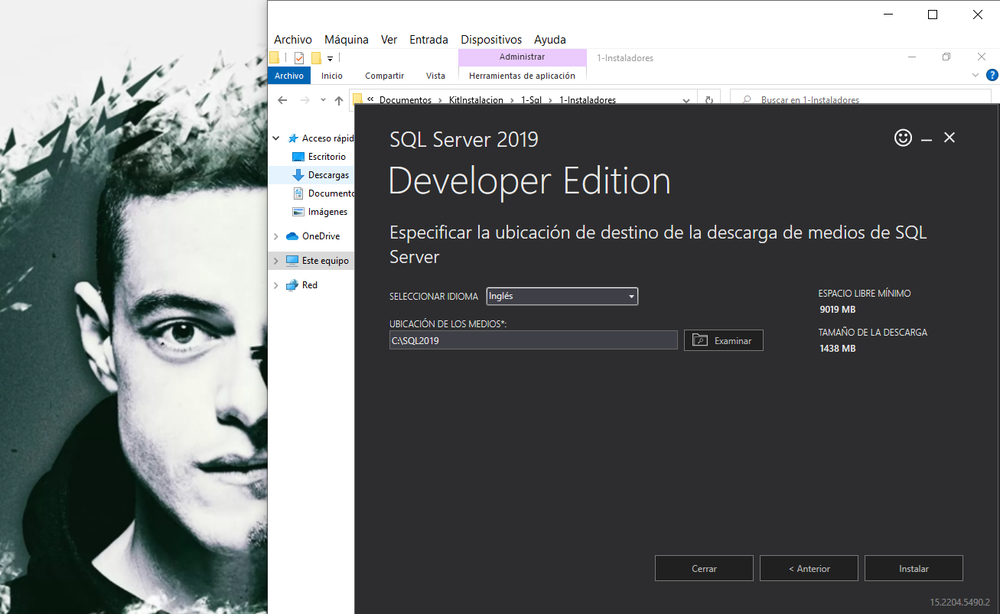 Archivo Máquina Ver Entrada Dispositivos Ayuda
Administrar 1-Instaladores
Archivo Inicio Compartir Vista Herramientas de aplicación
« Documentos › KitInstalacion › 1-Sql › 1-Instaladores Buscar en 1-Instaladores
Acceso rápid
Escritorio
Descargas
Documento
Imágenes
OneDrive
Este equipo
Red
SQL Server 2019
Developer Edition
Especificar la ubicación de destino de la descarga de medios de SQL
Server
SELECCIONAR IDIOMA Inglés
UBICACIÓN DE LOS MEDIOS*:
C:\SQL2019 Examinar
ESPACIO LIBRE MÍNIMO
9019 MB
TAMAÑO DE LA DESCARGA
1438 MB
Cerrar < Anterior Instalar
15.2204.5490.2